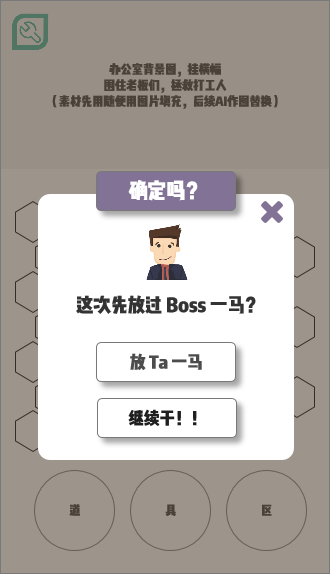 办公室背景图，挂横幅
困住老板们，拯救打工人
（素材先用随使用图片填充，后续AI作图替换）
确定吗？
这次先放过 Boss 一马？
放 Ta 一马
继续干！！
道
具
区